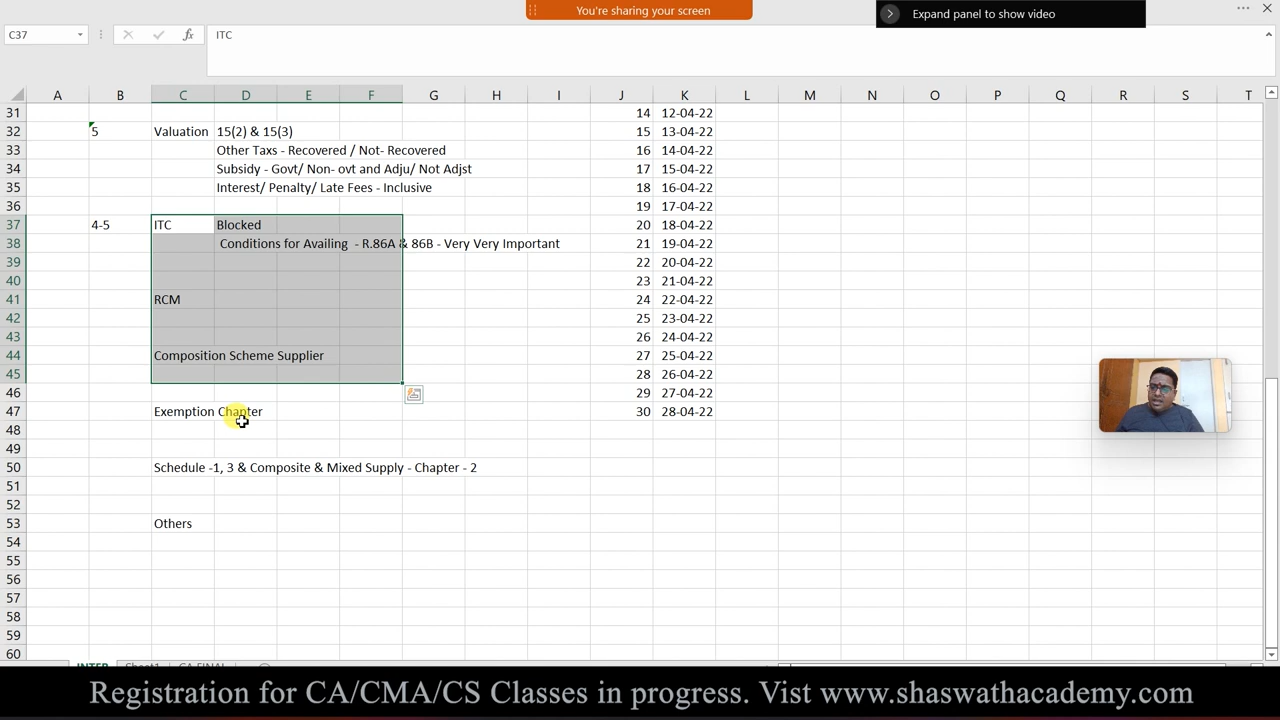 You're sharing your screen
Expand panel to show video
C37
fx
ITC
A B C D E F G H I J K L M N O P Q R S T
31 14 12-04-22
32 5 Valuation 15(2) & 15(3) 15 13-04-22
33 Other Taxs - Recovered / Not- Recovered 16 14-04-22
34 Subsidy - Govt/ Non- ovt and Adju/ Not Adjst 17 15-04-22
35 Interest/ Penalty/ Late Fees - Inclusive 18 16-04-22
36 19 17-04-22
37 4-5 ITC Blocked 20 18-04-22
38 Conditions for Availing - R.86A & 86B - Very Very Important 21 19-04-22
39 22 20-04-22
40 23 21-04-22
41 RCM 24 22-04-22
42 25 23-04-22
43 26 24-04-22
44 Composition Scheme Supplier 27 25-04-22
45 28 26-04-22
46 29 27-04-22
47 Exemption Chapter 30 28-04-22
48
49
50 Schedule -1, 3 & Composite & Mixed Supply - Chapter - 2
51
52
53 Others
54
55
56
57
58
59
60
INTER Sheet1 CA FINAL
Registration for CA/CMA/CS Classes in progress. Vist www.shaswathacademy.com